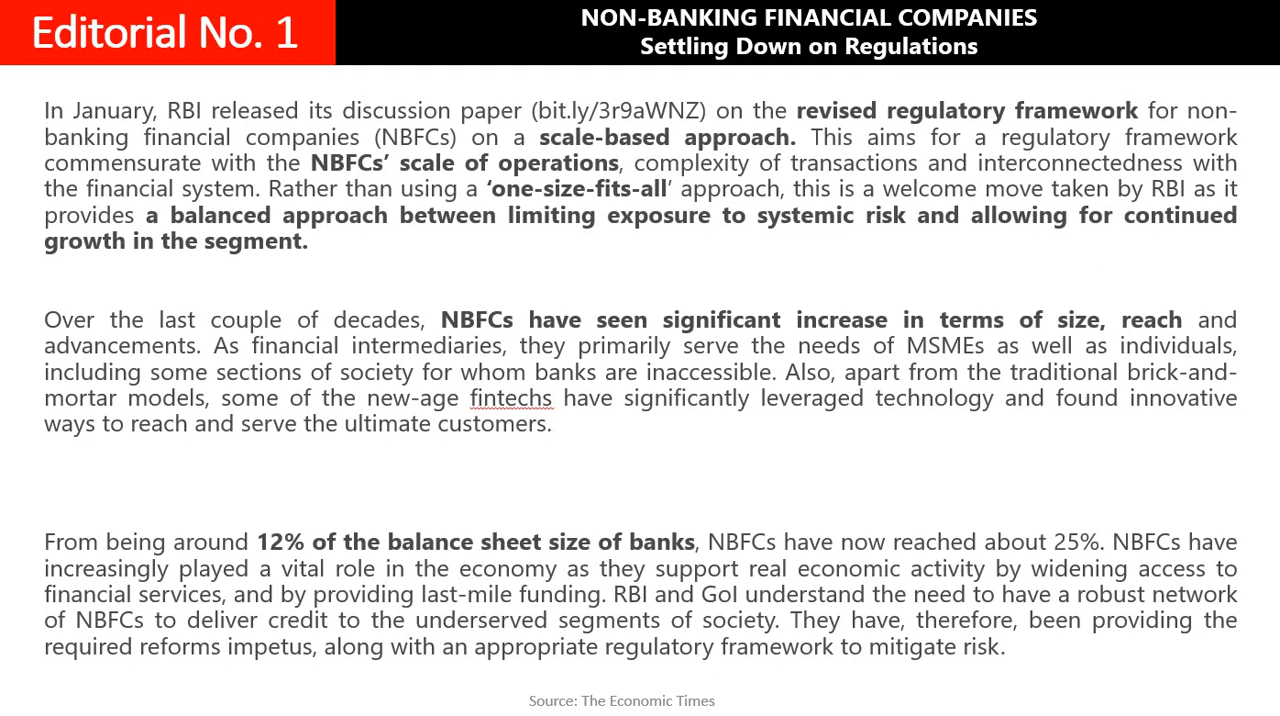 Editorial No. 1
NON-BANKING FINANCIAL COMPANIES
Settling Down on Regulations
In January, RBI released its discussion paper (bit.ly/3r9aWNZ) on the revised regulatory framework for non-
banking financial companies (NBFCs) on a scale-based approach. This aims for a regulatory framework
commensurate with the NBFCs’ scale of operations, complexity of transactions and interconnectedness with
the financial system. Rather than using a ‘one-size-fits-all’ approach, this is a welcome move taken by RBI as it
provides a balanced approach between limiting exposure to systemic risk and allowing for continued
growth in the segment.
Over the last couple of decades, NBFCs have seen significant increase in terms of size, reach and
advancements. As financial intermediaries, they primarily serve the needs of MSMEs as well as individuals,
including some sections of society for whom banks are inaccessible. Also, apart from the traditional brick-and-
mortar models, some of the new-age fintechs have significantly leveraged technology and found innovative
ways to reach and serve the ultimate customers.
From being around 12% of the balance sheet size of banks, NBFCs have now reached about 25%. NBFCs have
increasingly played a vital role in the economy as they support real economic activity by widening access to
financial services, and by providing last-mile funding. RBI and GoI understand the need to have a robust network
of NBFCs to deliver credit to the underserved segments of society. They have, therefore, been providing the
required reforms impetus, along with an appropriate regulatory framework to mitigate risk.
Source: The Economic Times